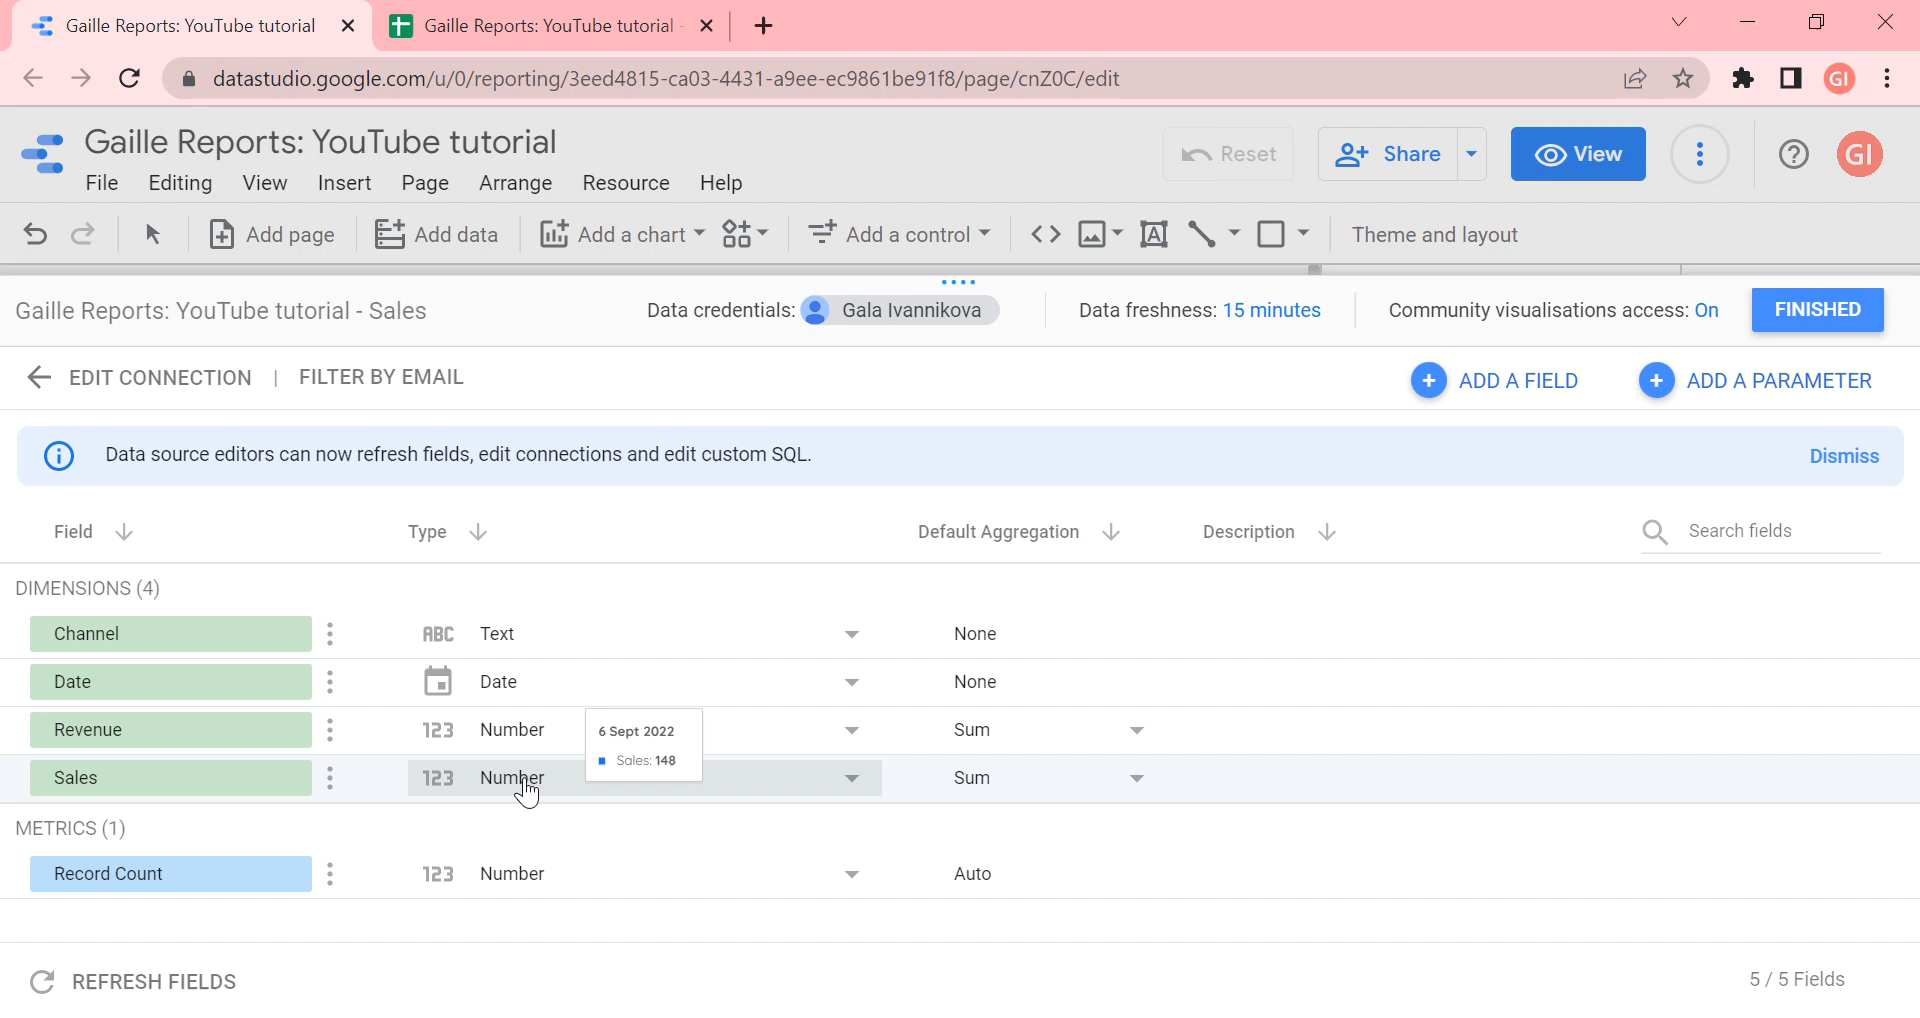 Gaille Reports: YouTube tutorial
Gaille Reports: YouTube tutorial -
datastudio.google.com/u/0/reporting/3eed4815-ca03-4431-a9ee-ec9861be91f8/page/cnZ0C/edit
GI
Gaille Reports: YouTube tutorial
Reset
Share
View
GI
File Editing View Insert Page Arrange Resource Help
Add page
Add data
Add a chart
Add a control
A
Theme and layout
Gaille Reports: YouTube tutorial - Sales
Data credentials: Gala Ivannikova
Data freshness: 15 minutes
Community visualisations access: On
FINISHED
EDIT CONNECTION | FILTER BY EMAIL
ADD A FIELD
ADD A PARAMETER
Data source editors can now refresh fields, edit connections and edit custom SQL.
Dismiss
Field
Type
Default Aggregation
Description
Search fields
DIMENSIONS (4)
Channel ABC Text None
Date Date None
Revenue 123 Number Sum
6 Sept 2022
Sales: 148
Sales 123 Number Sum
METRICS (1)
Record Count 123 Number Auto
REFRESH FIELDS
5 / 5 Fields